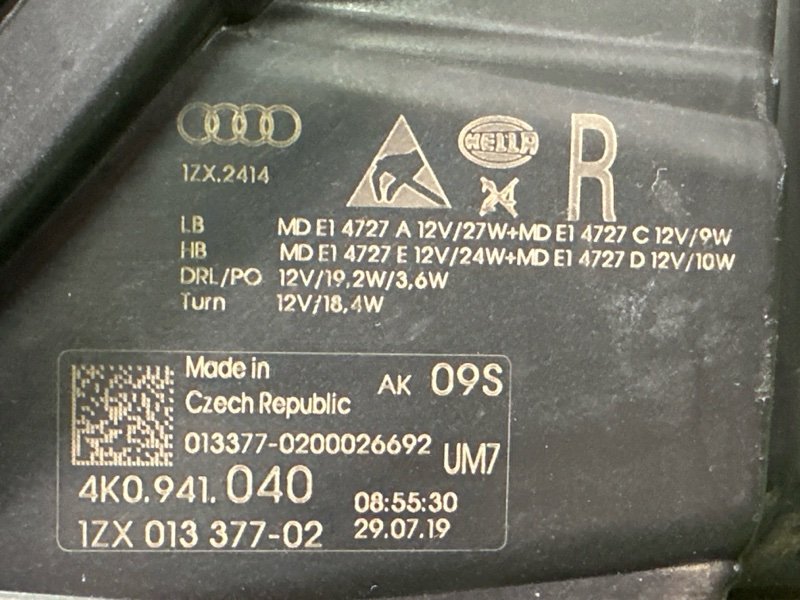 HELLA
1ZX.2414
24
R
LB MD E1 4727 A 12V/27W+MD E1 4727 C 12V/9W
HB MD E1 4727 E 12V/24W+MD E1 4727 D 12V/10W
DRL/PO 12V/19,2W/3,6W
Turn 12V/18,4W
Made in
Czech Republic
AK 09S
013377-0200026692
UM7
4K0.941.040
08:55:30
1ZX 013 377-02
29.07.19